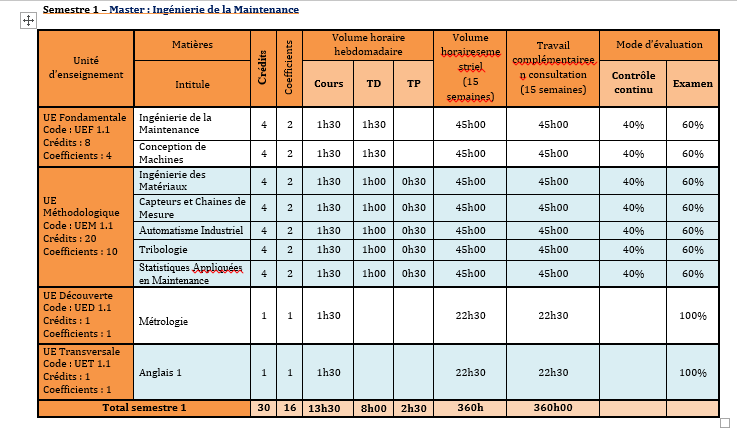 Semestre 1 – Master : Ingénierie de la Maintenance
Unité
d'enseignement
Matières
Intitule
Crédits
Coefficients
Volume horaire
hebdomadaire
Cours
TD
TP
Volume
horaireseme
striel
(15
semaines)
Travail
complémentairee
n consultation
(15 semaines)
Mode d'évaluation
Contrôle
continu
Examen
UE Fondamentale
Code : UEF 1.1
Crédits : 8
Coefficients : 4
Ingénierie de la
Maintenance
4 2 1h30 1h30 45h00 45h00 40% 60%
Conception de
Machines
4 2 1h30 1h30 45h00 45h00 40% 60%
UE
Méthodologique
Code : UEM 1.1
Crédits : 20
Coefficients : 10
Ingénierie des
Matériaux
4 2 1h30 1h00 0h30 45h00 45h00 40% 60%
Capteurs et Chaines de
Mesure
4 2 1h30 1h00 0h30 45h00 45h00 40% 60%
Automatisme Industriel 4 2 1h30 1h00 0h30 45h00 45h00 40% 60%
Tribologie 4 2 1h30 1h00 0h30 45h00 45h00 40% 60%
Statistiques Appliquées
en Maintenance
4 2 1h30 1h00 0h30 45h00 45h00 40% 60%
UE Découverte
Code : UED 1.1
Crédits : 1
Coefficients : 1
Métrologie 1 1 1h30 22h30 22h30 100%
UE Transversale
Code : UET 1.1
Crédits : 1
Coefficients : 1
Anglais 1 1 1 1h30 22h30 22h30 100%
Total semestre 1 30 16 13h30 8h00 2h30 360h 360h00